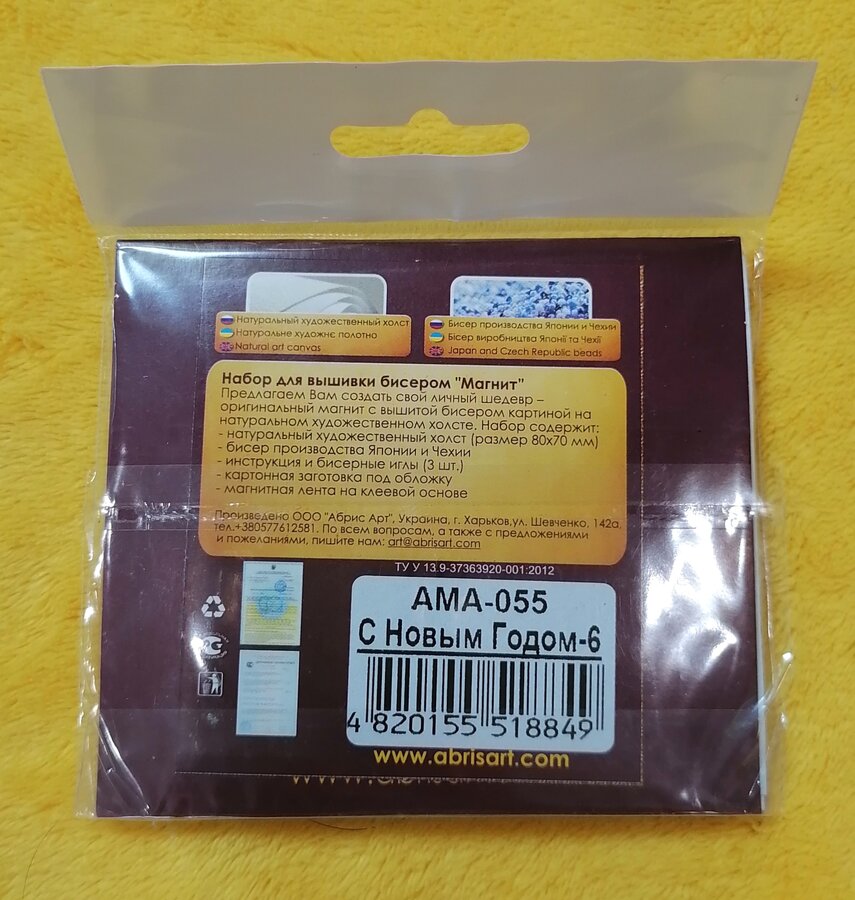 Натуральный художественный холст
Натуральне художнє полотно
Natural art canvas
Бисер производства Японии и Чехии
Бісер виробництва Японії та Чехії
Japan and Czech Republic beads
Набор для вышивки бисером "Магнит"
Предлагаем Вам создать свой личный шедевр –
оригинальный магнит с вышитой бисером картиной на
натуральном художественном холсте. Набор содержит:
- натуральный художественный холст (размер 80х70 мм)
- бисер производства Японии и Чехии
- инструкция и бисерные иглы (3 шт.)
- картонная заготовка под обложку
- магнитная лента на клеевой основе
Произведено ООО "Абрис Арт", Украина, г. Харьков,ул. Шевченко, 142а,
тел.+380577612581. По всем вопросам, а также с предложениями
и пожеланиями, пишите нам: art@abrisart.com
ТУ У 13.9-37363920-001:2012
АМА-055
С Новым Годом-6
4 820155 518849
www.abrisart.com